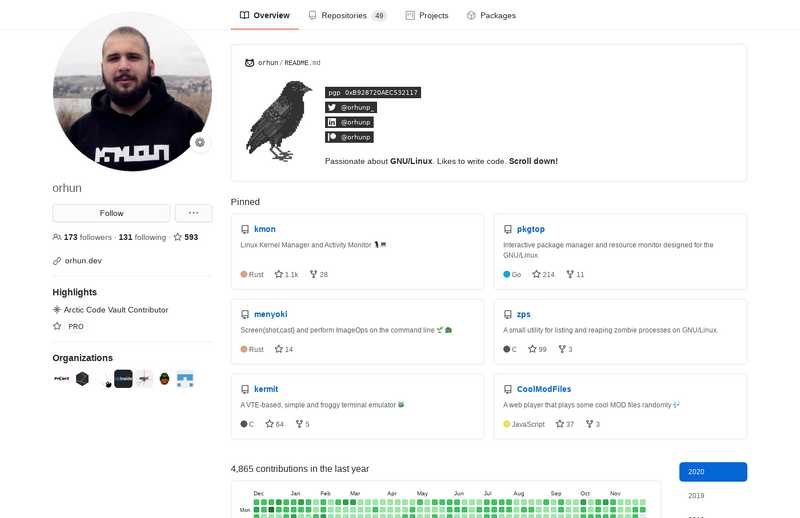 Overview
Repositories 49
Projects
Packages
orhun / README.md
pgp 0xB928720AEC532117
@orhunp_
@orhunp
@orhunp
Passionate about GNU/Linux. Likes to write code. Scroll down!
orhun
Follow
173 followers · 131 following · 593
orhun.dev
Highlights
Arctic Code Vault Contributor
PRO
Organizations
Pinned
kmon
Linux Kernel Manager and Activity Monitor
Rust 1.1k 28
pkgtop
Interactive package manager and resource monitor designed for the
GNU/Linux.
Go 214 11
menyoki
Screen{shot,cast} and perform ImageOps on the command line
Rust 14
zps
A small utility for listing and reaping zombie processes on GNU/Linux.
C 99 3
kermit
A VTE-based, simple and froggy terminal emulator
C 64 5
CoolModFiles
A web player that plays some cool MOD files randomly
JavaScript 37 3
4,865 contributions in the last year
Dec Jan Feb Mar Apr May Jun Jul Aug Sep Oct Nov
Mon
2020
2019